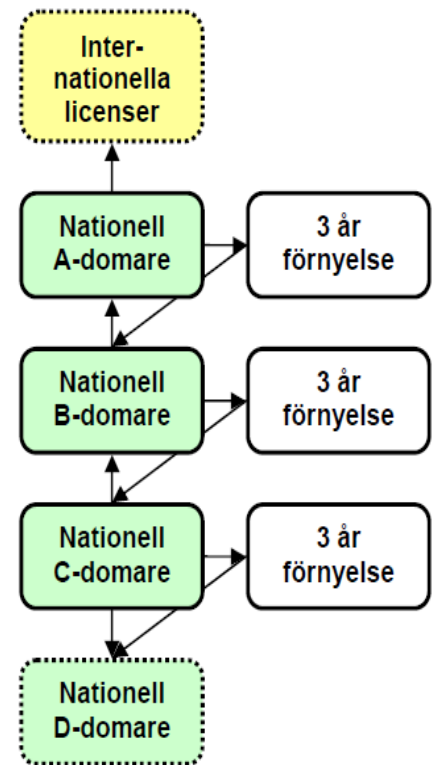 Inter-
nationella
licenser
Nationell
A-domare
3 år
förnyelse
Nationell
B-domare
3 år
förnyelse
Nationell
C-domare
3 år
förnyelse
Nationell
D-domare